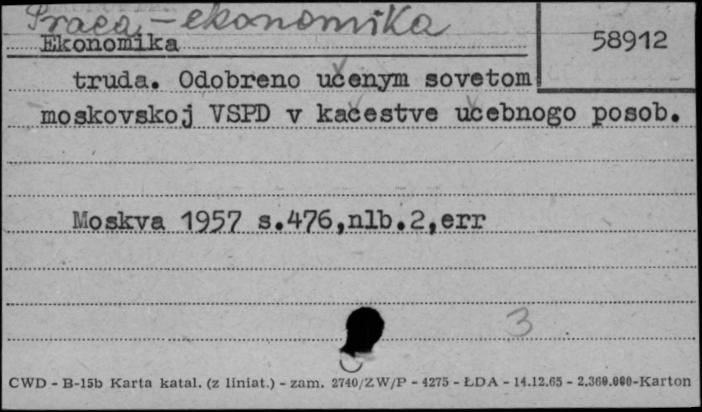 Praca - ekonomika
Ekonomika
58912
truda. Odobreno učenym sovetom
moskovskoj VSPD v kačestve učebnogo posob.
Moskva 1957 s.476,nlb.2,err
3
CWD - B-15b Karta katal. (z liniat.) - zam. 2740/ZW/P - 4275 - ŁDA - 14.12.65 - 2.360.000-Karton